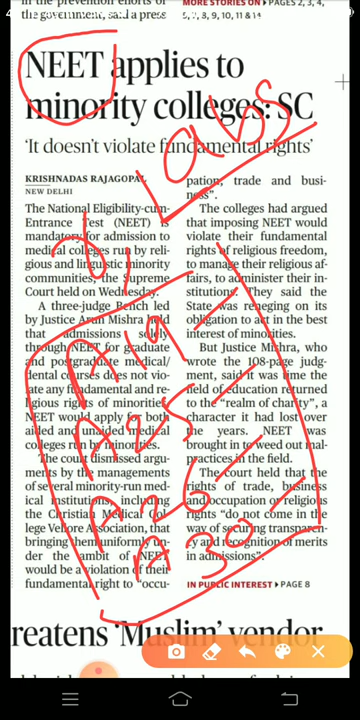 in the prevention efforts of
the government, said a press
MORE STORIES ON ▸ PAGES 2, 3, 4,
5, 7, 8, 9, 10, 11 & 14
NEET applies to
minority colleges: SC
'It doesn't violate fundamental rights'
KRISHNADAS RAJAGOPAL
NEW DELHI
The National Eligibility-cum-
Entrance Test (NEET) is
mandatory for admission to
medical colleges run by reli-
gious and linguistic minority
communities, the Supreme
Court held on Wednesday.
A three-judge Bench led
by Justice Arun Mishra held
that admissions solely
through NEET for graduate
and postgraduate medical/
dental courses does not vio-
late any fundamental and re-
ligious rights of minorities.
NEET would apply for both
aided and unaided medical
colleges run by minorities.
The court dismissed argu-
ments by the managements
of several minority-run med-
ical institutions, including
the Christian Medical Col-
lege Vellore Association, that
bringing them uniformly un-
der the ambit of NEET
would be a violation of their
fundamental right to "occu-
pation, trade and busi-
ness".
The colleges had argued
that imposing NEET would
violate their fundamental
rights of religious freedom,
to manage their religious af-
fairs, to administer their in-
stitutions. They said the
State was reneging on its
obligation to act in the best
interest of minorities.
But Justice Mishra, who
wrote the 108-page judg-
ment, said it was time the
field of education returned
to the "realm of charity", a
character it had lost over
the years. NEET was
brought in to weed out mal-
practices in the field.
The court held that the
rights of trade, business
and occupation or religious
rights "do not come in the
way of securing transparen-
cy and recognition of merits
in admissions".
IN PUBLIC INTEREST ▸ PAGE 8
labs
A19
A25
A26
A30
reatens 'Muslim' vendor